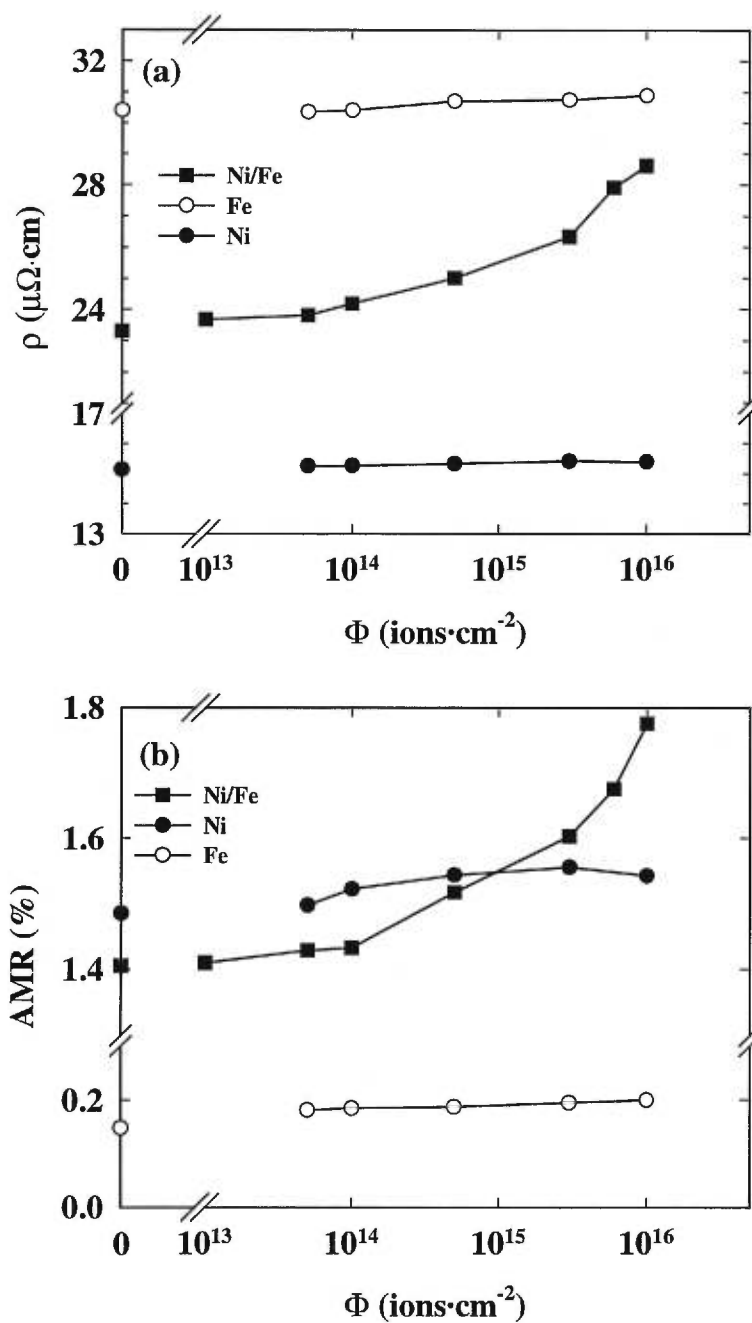 (a)
32
28
24
17
13
ρ (μΩ·cm)
Ni/Fe
Fe
Ni
0 10¹³ 10¹⁴ 10¹⁵ 10¹⁶
Φ (ions·cm⁻²)
(b)
1.8
1.6
1.4
0.2
0.0
AMR (%)
Ni/Fe
Ni
Fe
0 10¹³ 10¹⁴ 10¹⁵ 10¹⁶
Φ (ions·cm⁻²)